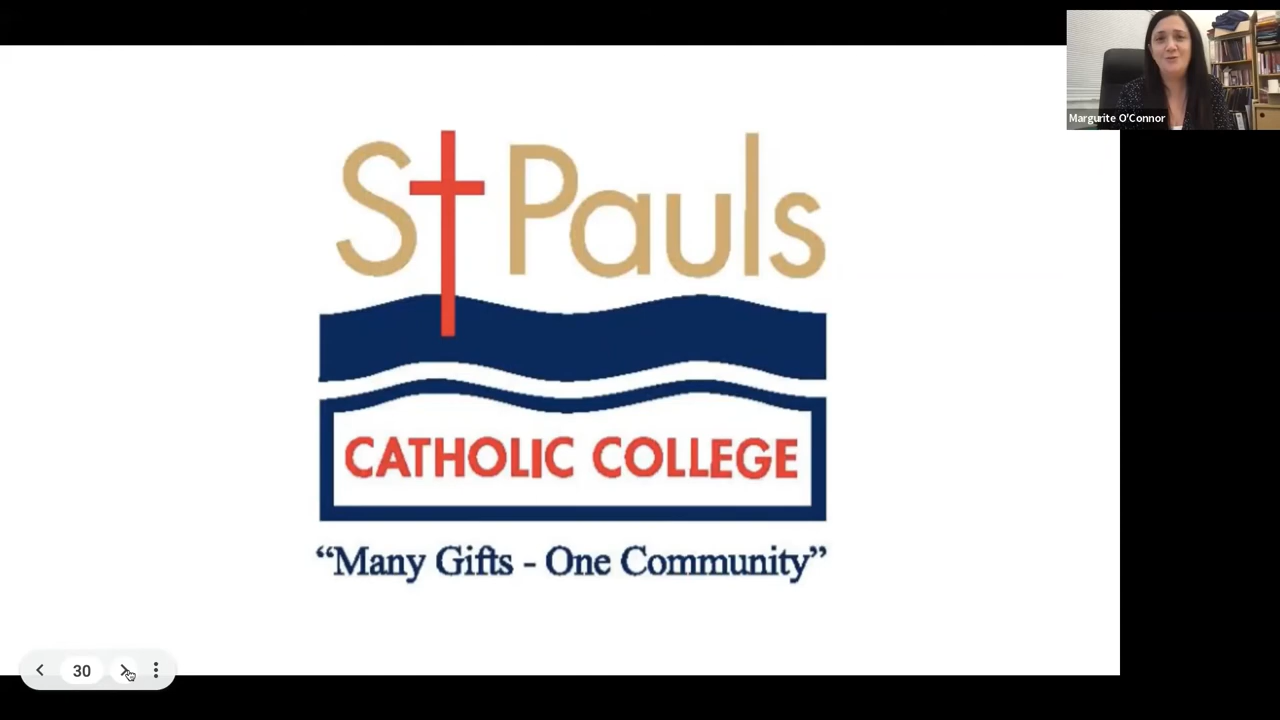 Margurite O'Connor
St Pauls
CATHOLIC COLLEGE
“Many Gifts - One Community”
30